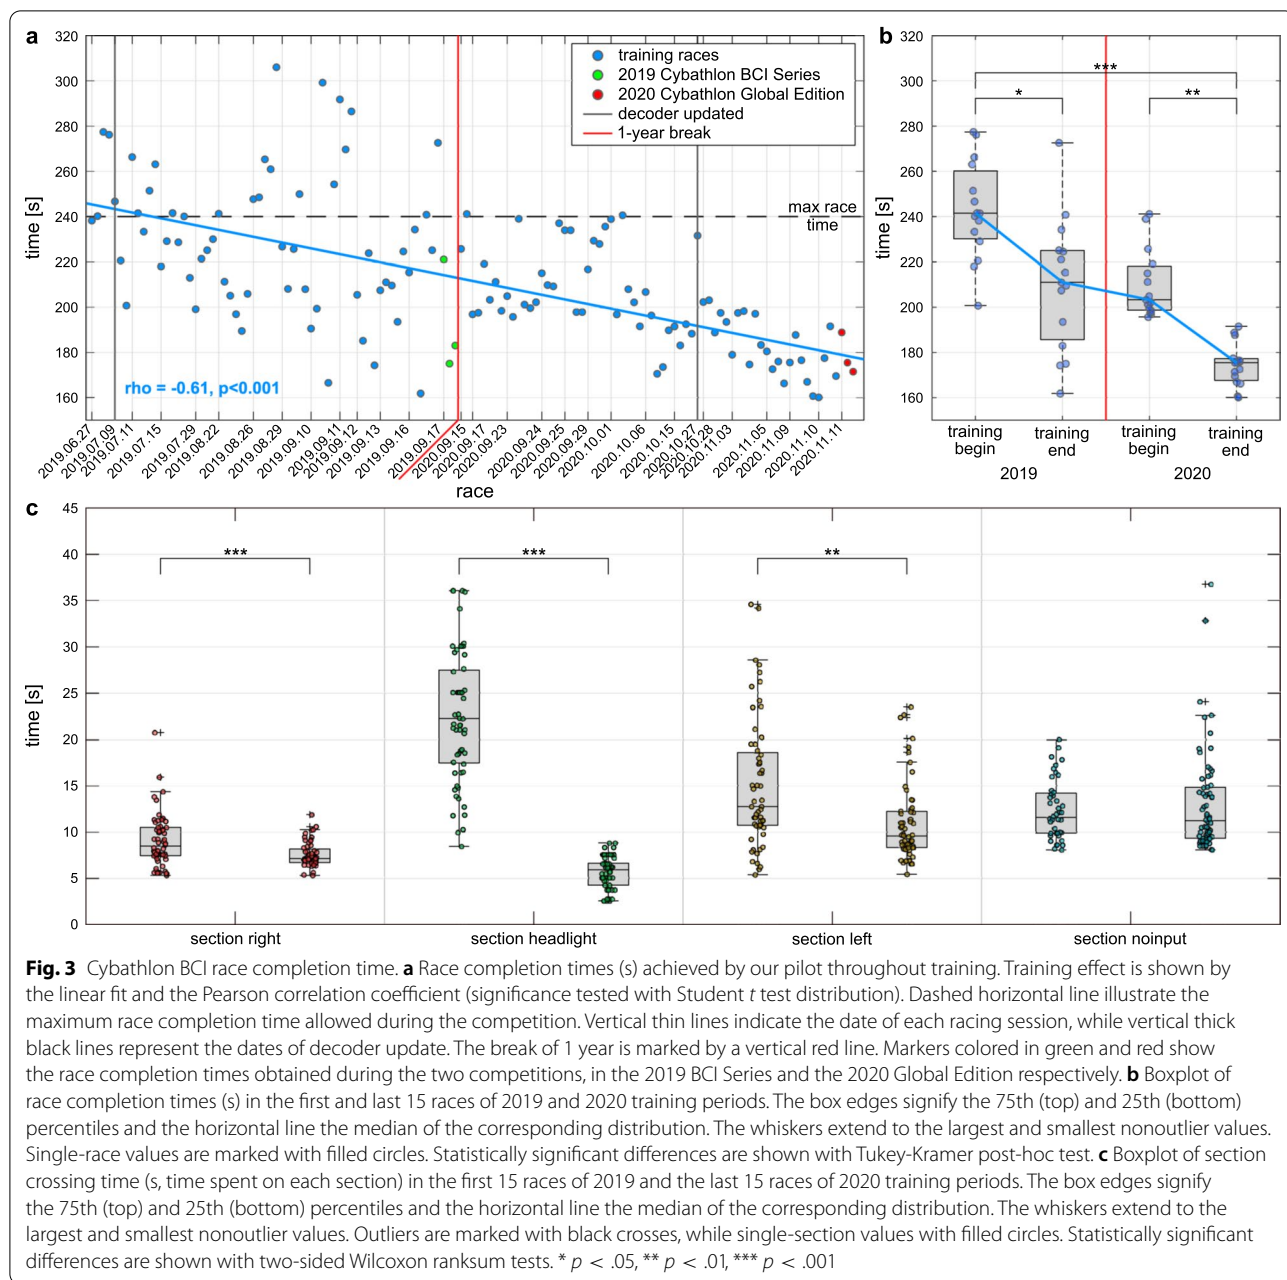 a
320
300
280
260
240
220
200
180
160
time [s]
training races
2019 Cybathlon BCI Series
2020 Cybathlon Global Edition
decoder updated
1-year break
max race
time
rho = -0.61, p<0.001
2019.06.27
2019.07.09
2019.07.11
2019.07.15
2019.07.29
2019.08.22
2019.08.26
2019.08.29
2019.09.10
2019.09.11
2019.09.12
2019.09.13
2019.09.16
2019.09.17
2020.09.15
2020.09.17
2020.09.23
2020.09.24
2020.09.25
2020.09.29
2020.10.01
2020.10.06
2020.10.15
2020.10.27
2020.10.28
2020.11.03
2020.11.05
2020.11.09
2020.11.10
2020.11.11
race
b
320
300
280
260
240
220
200
180
160
time [s]
***
*
**
training
begin
training
end
training
begin
training
end
2019
2020
c
45
40
35
30
25
20
15
10
5
0
time [s]
***
***
**
section right
section headlight
section left
section noinput
Fig. 3 Cybathlon BCI race completion time. a Race completion times (s) achieved by our pilot throughout training. Training effect is shown by
the linear fit and the Pearson correlation coefficient (significance tested with Student t test distribution). Dashed horizontal line illustrate the
maximum race completion time allowed during the competition. Vertical thin lines indicate the date of each racing session, while vertical thick
black lines represent the dates of decoder update. The break of 1 year is marked by a vertical red line. Markers colored in green and red show
the race completion times obtained during the two competitions, in the 2019 BCI Series and the 2020 Global Edition respectively. b Boxplot of
race completion times (s) in the first and last 15 races of 2019 and 2020 training periods. The box edges signify the 75th (top) and 25th (bottom)
percentiles and the horizontal line the median of the corresponding distribution. The whiskers extend to the largest and smallest nonoutlier values.
Single-race values are marked with filled circles. Statistically significant differences are shown with Tukey-Kramer post-hoc test. c Boxplot of section
crossing time (s, time spent on each section) in the first 15 races of 2019 and the last 15 races of 2020 training periods. The box edges signify
the 75th (top) and 25th (bottom) percentiles and the horizontal line the median of the corresponding distribution. The whiskers extend to the
largest and smallest nonoutlier values. Outliers are marked with black crosses, while single-section values with filled circles. Statistically significant
differences are shown with two-sided Wilcoxon ranksum tests. * p < .05, ** p < .01, *** p < .001